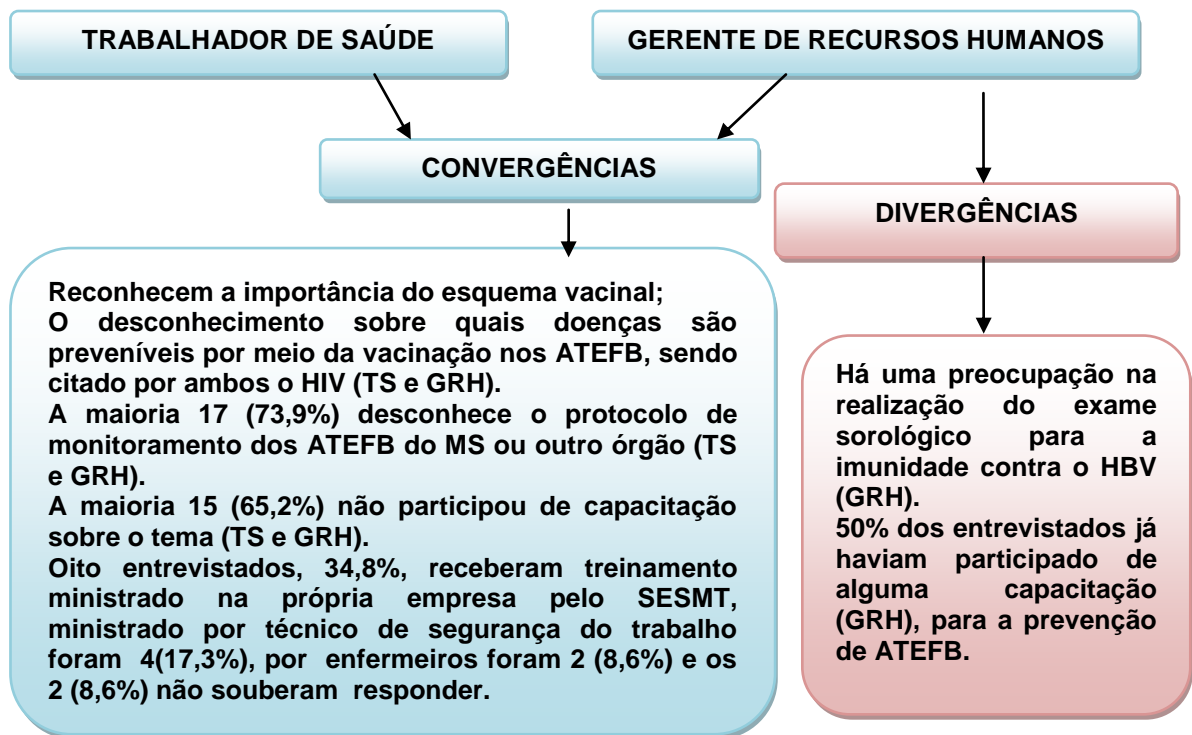 TRABALHADOR DE SAÚDE
GERENTE DE RECURSOS HUMANOS
CONVERGÊNCIAS
DIVERGÊNCIAS
Reconhecem a importância do esquema vacinal;
O desconhecimento sobre quais doenças são
preveníveis por meio da vacinação nos ATEFB, sendo
citado por ambos o HIV (TS e GRH).
A maioria 17 (73,9%) desconhece o protocolo de
monitoramento dos ATEFB do MS ou outro órgão (TS
e GRH).
A maioria 15 (65,2%) não participou de capacitação
sobre o tema (TS e GRH).
Oito entrevistados, 34,8%, receberam treinamento
ministrado na própria empresa pelo SESMT,
ministrado por técnico de segurança do trabalho
foram 4(17,3%), por enfermeiros foram 2 (8,6%) e os
2 (8,6%) não souberam responder.
Há uma preocupação na
realização do exame
sorológico para a
imunidade contra o HBV
(GRH).
50% dos entrevistados já
haviam participado de
alguma capacitação
(GRH), para a prevenção
de ATEFB.